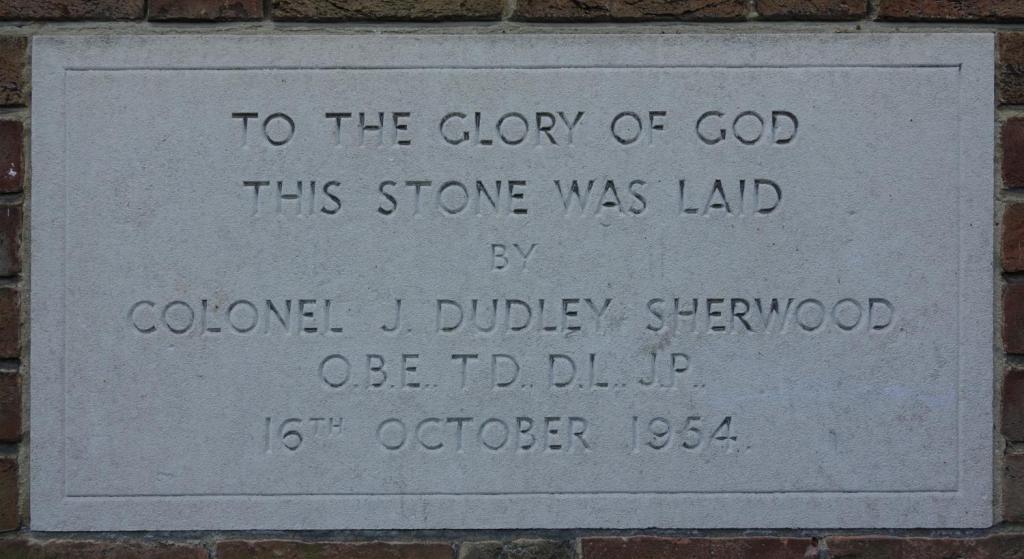 TO THE GLORY OF GOD
THIS STONE WAS LAID
BY
COLONEL J. DUDLEY SHERWOOD.
O.B.E., T.D., D.L., J.P.,
16TH OCTOBER 1954.